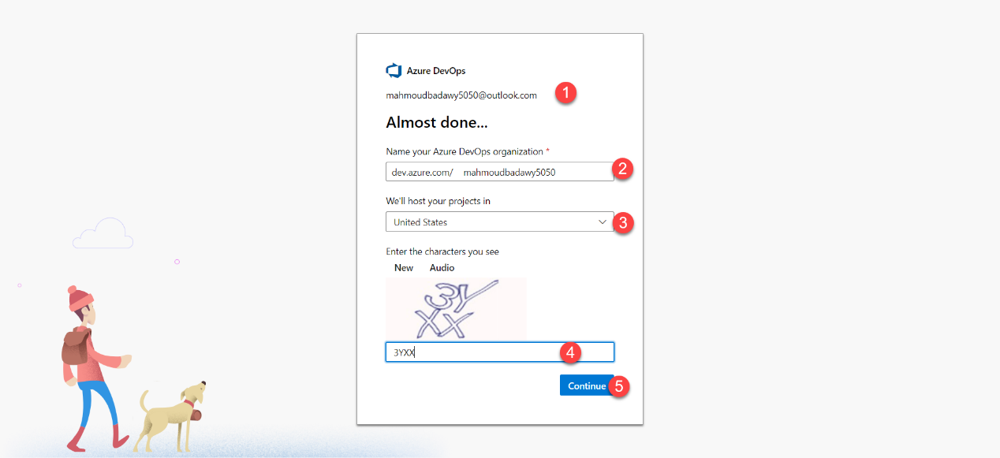 Azure DevOps
mahmoudbadawy5050@outlook.com 1
Almost done...
Name your Azure DevOps organization *
dev.azure.com/ mahmoudbadawy5050 2
We'll host your projects in
United States 3
Enter the characters you see
New Audio
3Y
XX
3YXX 4
Continue 5